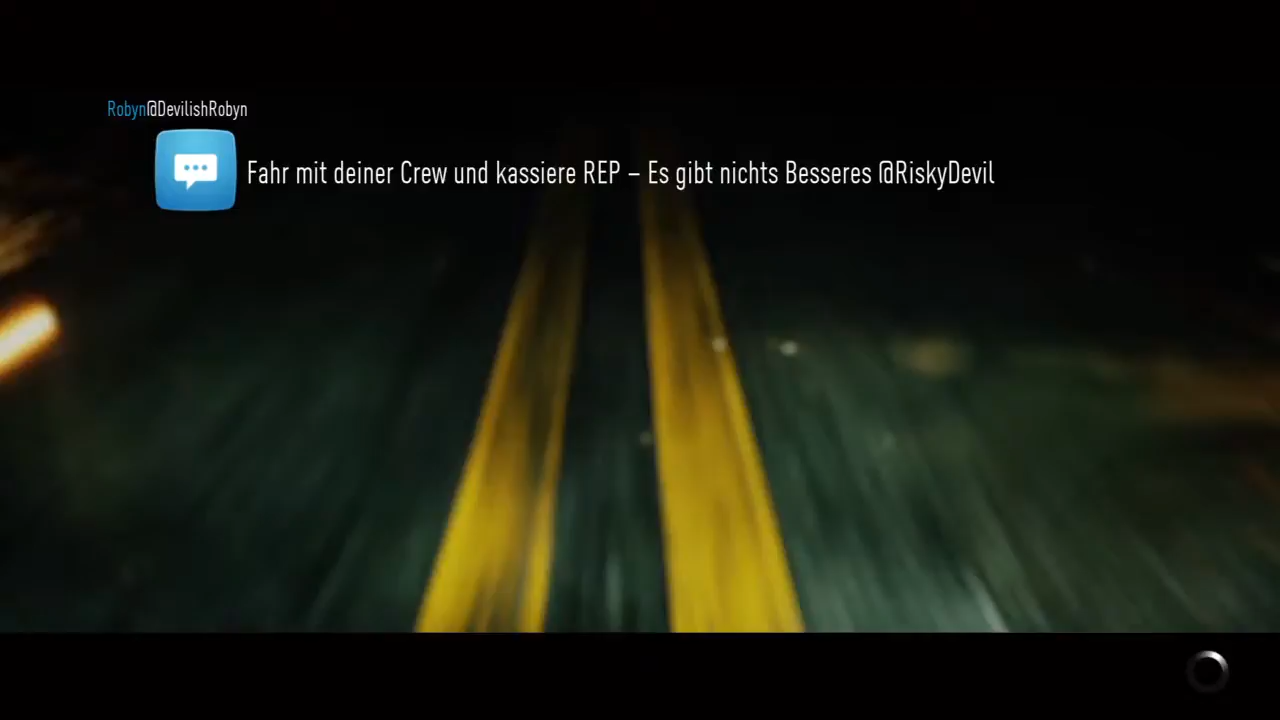 Robyn@DevilishRobyn
Fahr mit deiner Crew und kassiere REP – Es gibt nichts Besseres @RiskyDevil